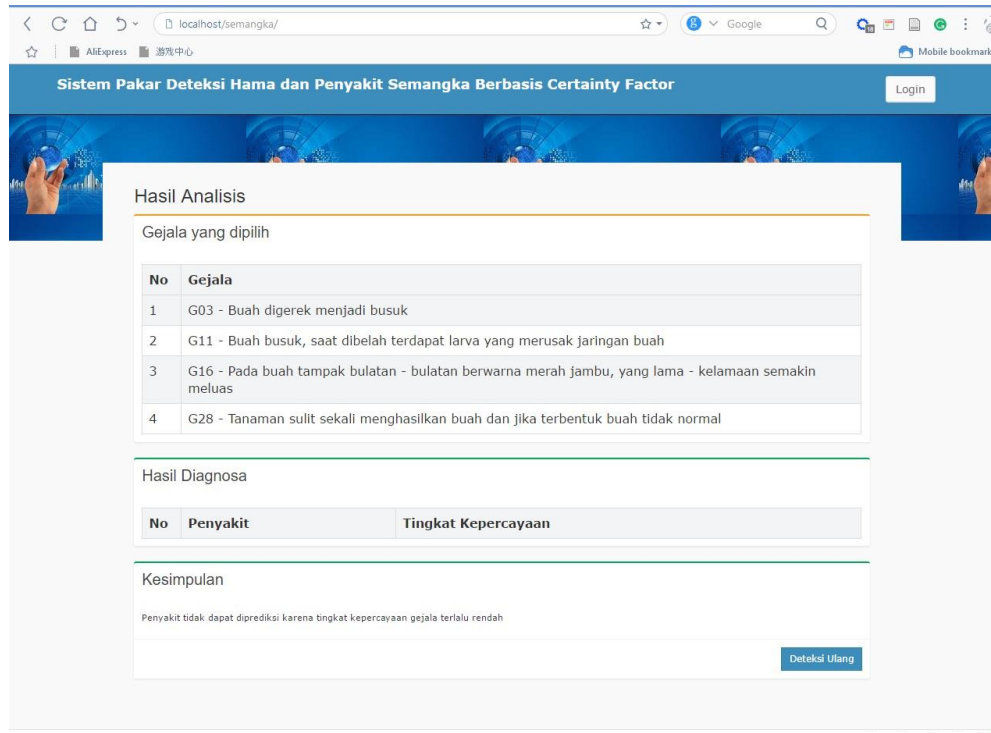 localhost/semangka/
Google
AliExpress 游戏中心
Mobile bookmark
Sistem Pakar Deteksi Hama dan Penyakit Semangka Berbasis Certainty Factor
Login
Hasil Analisis
Gejala yang dipilih
No Gejala
1 G03 - Buah digerek menjadi busuk
2 G11 - Buah busuk, saat dibelah terdapat larva yang merusak jaringan buah
3 G16 - Pada buah tampak bulatan - bulatan berwarna merah jambu, yang lama - kelamaan semakin
meluas
4 G28 - Tanaman sulit sekali menghasilkan buah dan jika terbentuk buah tidak normal
Hasil Diagnosa
No Penyakit Tingkat Kepercayaan
Kesimpulan
Penyakit tidak dapat diprediksi karena tingkat kepercayaan gejala terlalu rendah
Deteksi Ulang